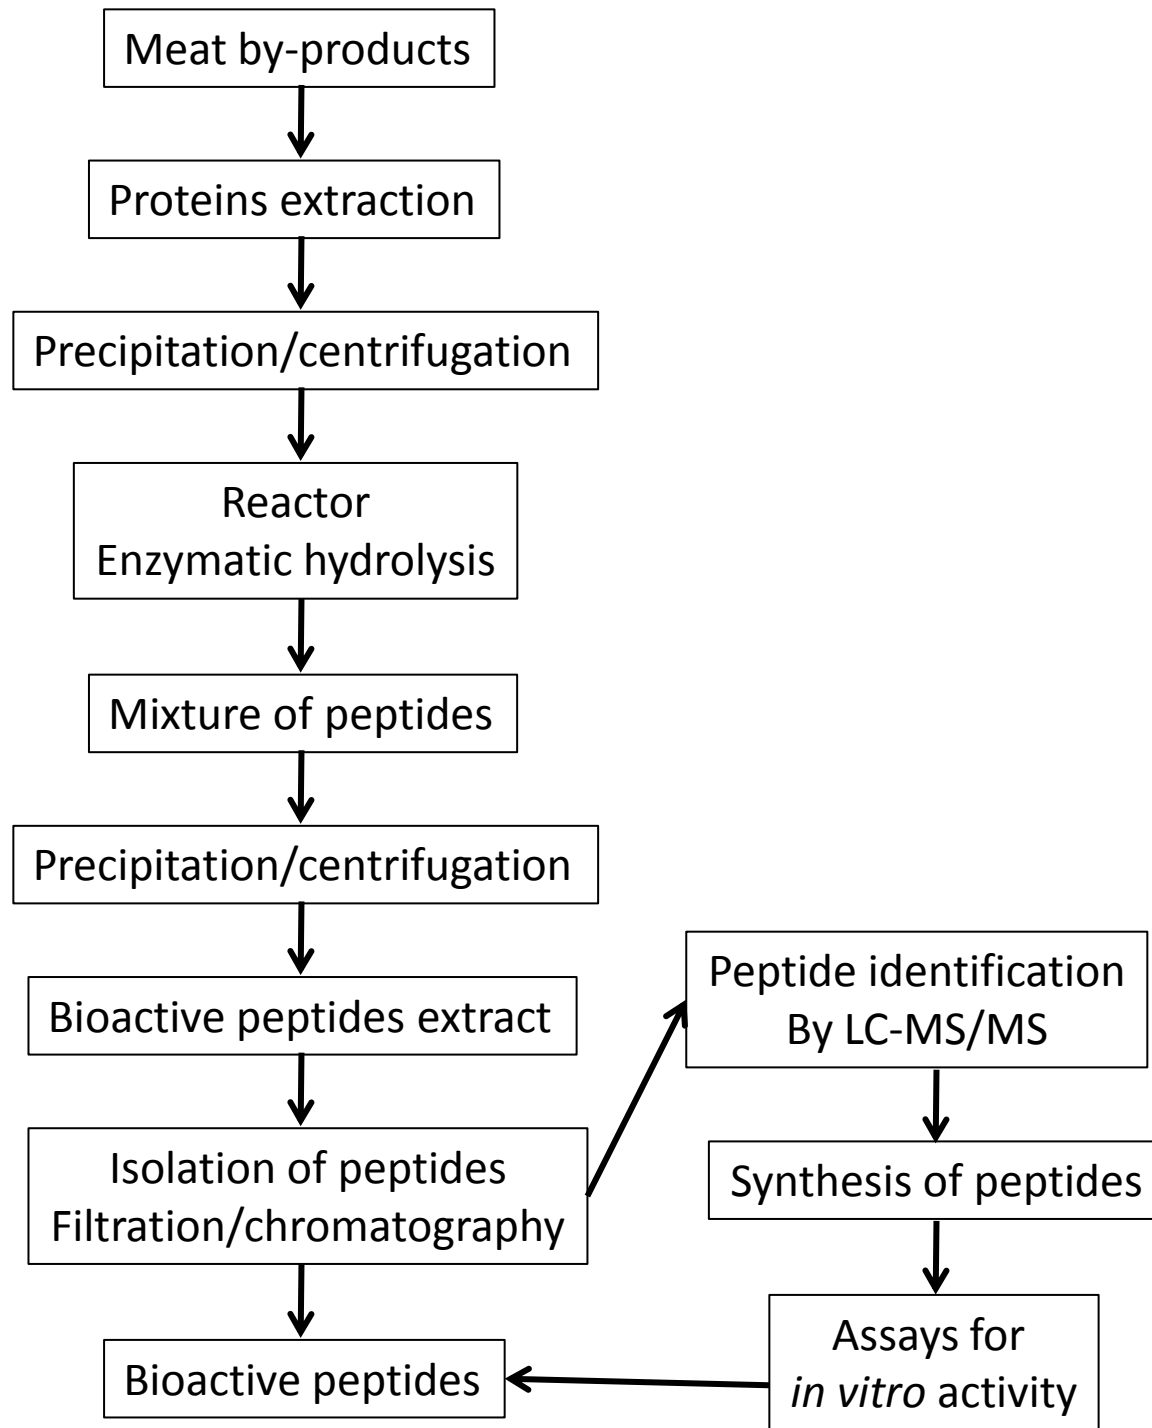 Meat by-products
Proteins extraction
Precipitation/centrifugation
Reactor
Enzymatic hydrolysis
Mixture of peptides
Precipitation/centrifugation
Bioactive peptides extract
Isolation of peptides
Filtration/chromatography
Bioactive peptides
Peptide identification
By LC-MS/MS
Synthesis of peptides
Assays for
in vitro activity